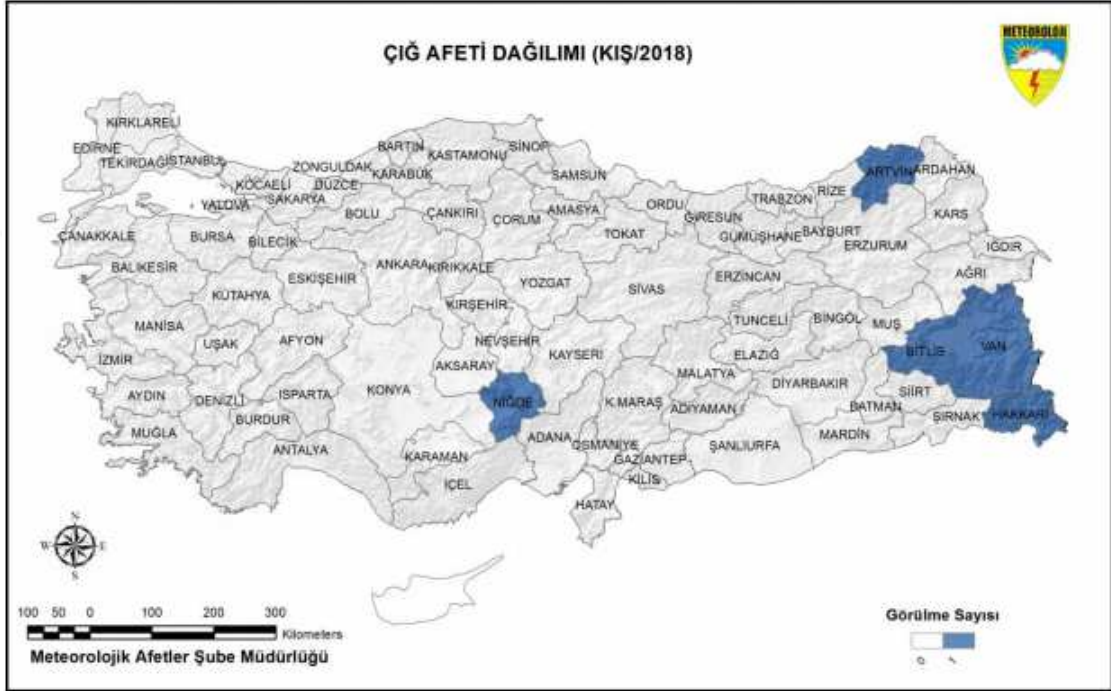 ÇIĞ AFETİ DAĞILIMI (KIŞ/2018)
METEOROLOJİ
KIRKLARELİ
EDİRNE
TEKİRDAĞ
İSTANBUL
KOCAELİ
YALOVA
SAKARYA
DÜZCE
ZONGULDAK
BARTIN
KARABÜK
KASTAMONU
SİNOP
SAMSUN
ORDU
GİRESUN
TRABZON
RİZE
ARTVİN
ARDAHAN
KARS
IĞDIR
AĞRI
ERZURUM
BAYBURT
GÜMÜŞHANE
TOKAT
AMASYA
ÇORUM
ÇANKIRI
BOLU
BİLECİK
BURSA
ÇANAKKALE
BALIKESİR
KÜTAHYA
ESKİŞEHİR
ANKARA
KIRIKKALE
YOZGAT
SİVAS
ERZİNCAN
TUNCELİ
BİNGÖL
MUŞ
BİTLİS
VAN
HAKKARİ
ŞIRNAK
SİİRT
BATMAN
DİYARBAKIR
ELAZIĞ
MALATYA
KAYSERİ
NEVŞEHİR
KIRŞEHİR
AKSARAY
NİĞDE
KONYA
AFYON
UŞAK
MANİSA
İZMİR
AYDIN
DENİZLİ
ISPARTA
BURDUR
MUĞLA
ANTALYA
KARAMAN
İÇEL
ADANA
OSMANİYE
K.MARAŞ
ADIYAMAN
GAZİANTEP
KİLİS
HATAY
ŞANLIURFA
MARDİN
N
W
E
S
100 50 0 100 200 300
Kilometers
Meteorolojik Afetler Şube Müdürlüğü
Görülme Sayısı
0 1